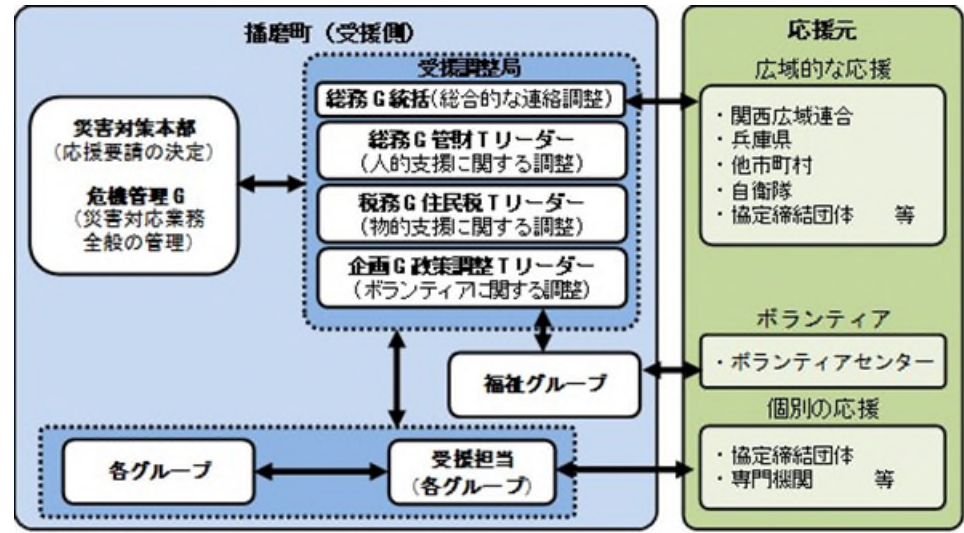 播磨町（受援側）
受援調整局
総務G統括(総合的な連絡調整)
総務G管財Tリーダー
（人的支援に関する調整）
税務G住民税Tリーダー
（物的支援に関する調整）
企画G政策調整Tリーダー
（ボランティアに関する調整）
災害対策本部
（応援要請の決定）
危機管理G
（災害対応業務
全般の管理）
福祉グループ
各グループ
受援担当
（各グループ）
応援元
広域的な応援
・関西広域連合
・兵庫県
・他市町村
・自衛隊
・協定締結団体　等
ボランティア
・ボランティアセンター
個別の応援
・協定締結団体
・専門機関　等